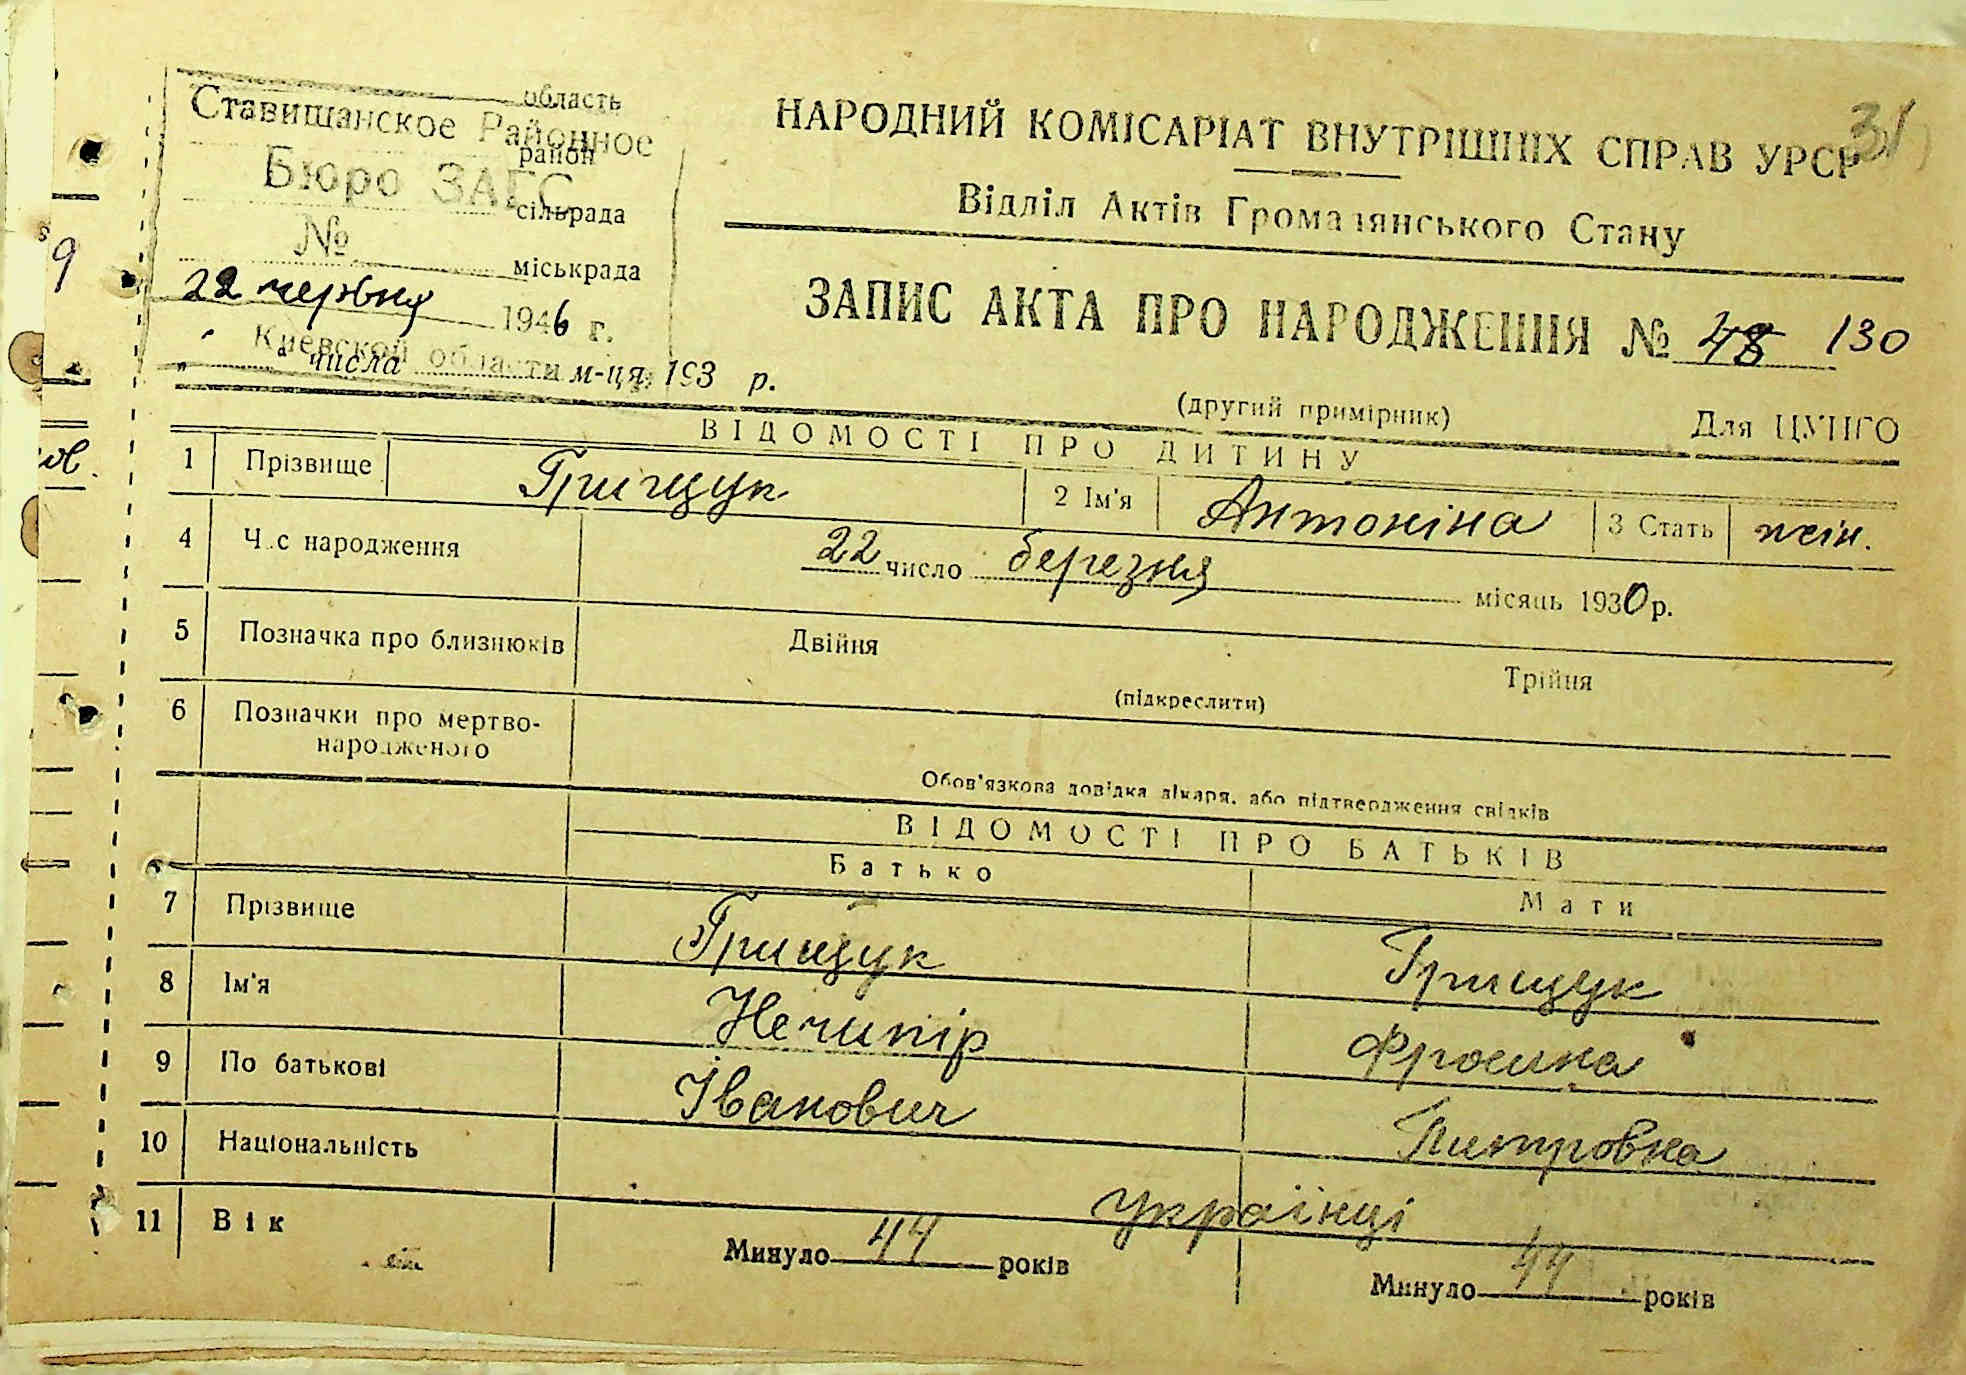 область
Ставищанское Районное
район
Бюро ЗАГС
сільрада
№
міськрада
22 червня 1946 г.
Киевской области
" " числа м-ця 193 р.
НАРОДНИЙ КОМІСАРІАТ ВНУТРІШНІХ СПРАВ УРСР
31
Відділ Актів Громадянського Стану
ЗАПИС АКТА ПРО НАРОДЖЕННЯ № 48 130
(другий примірник) Для ЦУНГО
ВІДОМОСТІ ПРО ДИТИНУ
1 Прізвище Грищук 2 Ім'я Антоніна 3 Стать жін.
4 Час народження 22 число березня місяць 1930 р.
5 Позначка про близнюків Двійня Трійня
(підкреслити)
6 Позначки про мертво-
народженого
Обов'язкова довідка лікаря, або підтвердження свідків
ВІДОМОСТІ ПРО БАТЬКІВ
Батько Мати
7 Прізвище Грищук Грищук
8 Ім'я Нечипір Фросина
9 По батькові Іванович Питровна
10 Національність Українці
11 Вік Минуло 44 років Минуло 44 років
9
ов.